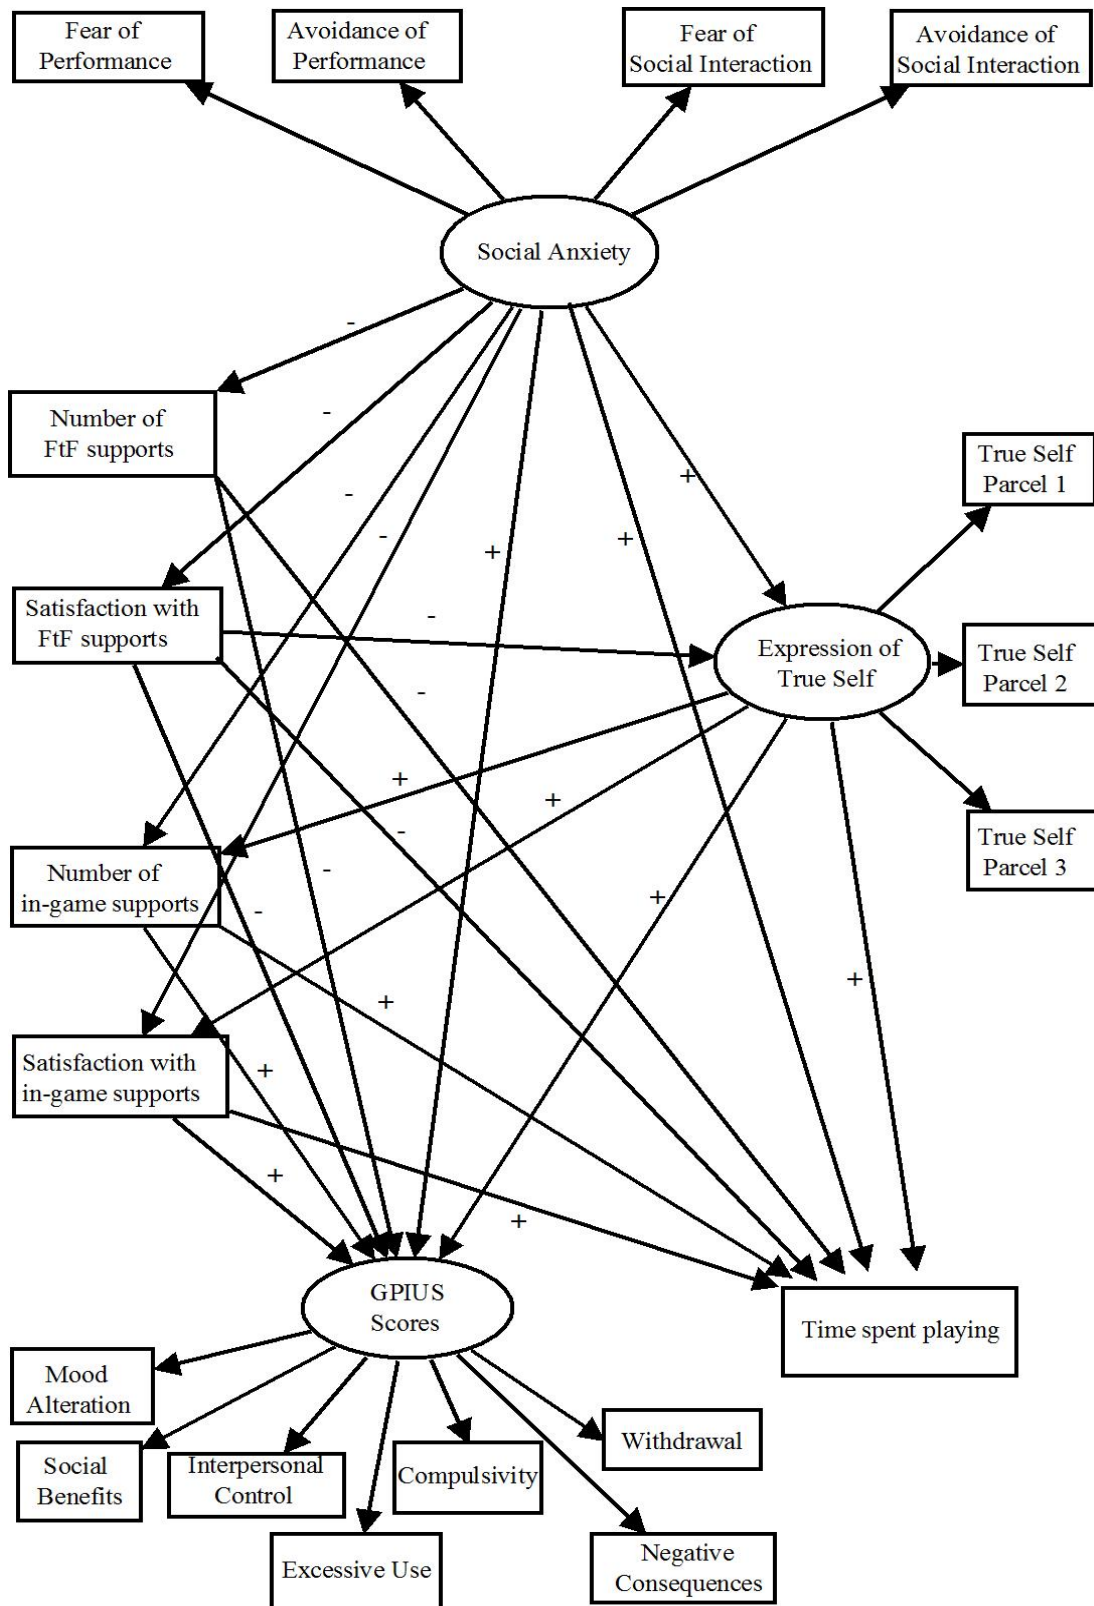 Fear of
Performance
Avoidance of
Performance
Fear of
Social Interaction
Avoidance of
Social Interaction
Social Anxiety
-
-
Number of
FtF supports
-
-
+
+
+
True Self
Parcel 1
Satisfaction with
FtF supports
-
Expression of
True Self
True Self
Parcel 2
-
+
+
-
True Self
Parcel 3
Number of
in-game supports
-
-
+
+
+
Satisfaction with
in-game supports
+
+
+
GPIUS
Scores
Time spent playing
Mood
Alteration
Social
Benefits
Interpersonal
Control
Compulsivity
Withdrawal
Excessive Use
Negative
Consequences